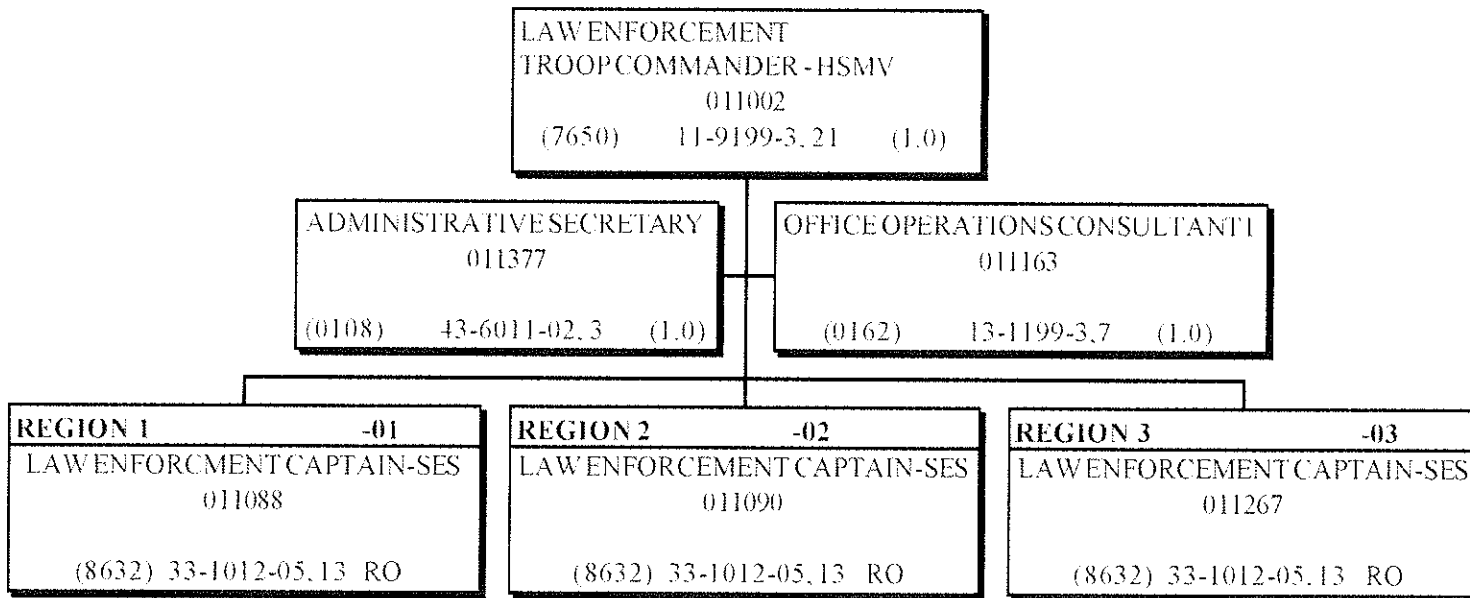 LAW ENFORCEMENT
TROOP COMMANDER - HSMV
011002
(7650) 11-9199-3, 21 (1.0)
ADMINISTRATIVE SECRETARY
011377
(0108) 43-6011-02, 3 (1.0)
OFFICE OPERATIONS CONSULTANT I
011163
(0162) 13-1199-3,7 (1.0)
REGION 1 -01
LAW ENFORCMENT CAPTAIN-SES
011088
(8632) 33-1012-05, 13 RO
REGION 2 -02
LAW ENFORCEMENT CAPTAIN-SES
011090
(8632) 33-1012-05, 13 RO
REGION 3 -03
LAW ENFORCEMENT CAPTAIN-SES
011267
(8632) 33-1012-05, 13 RO